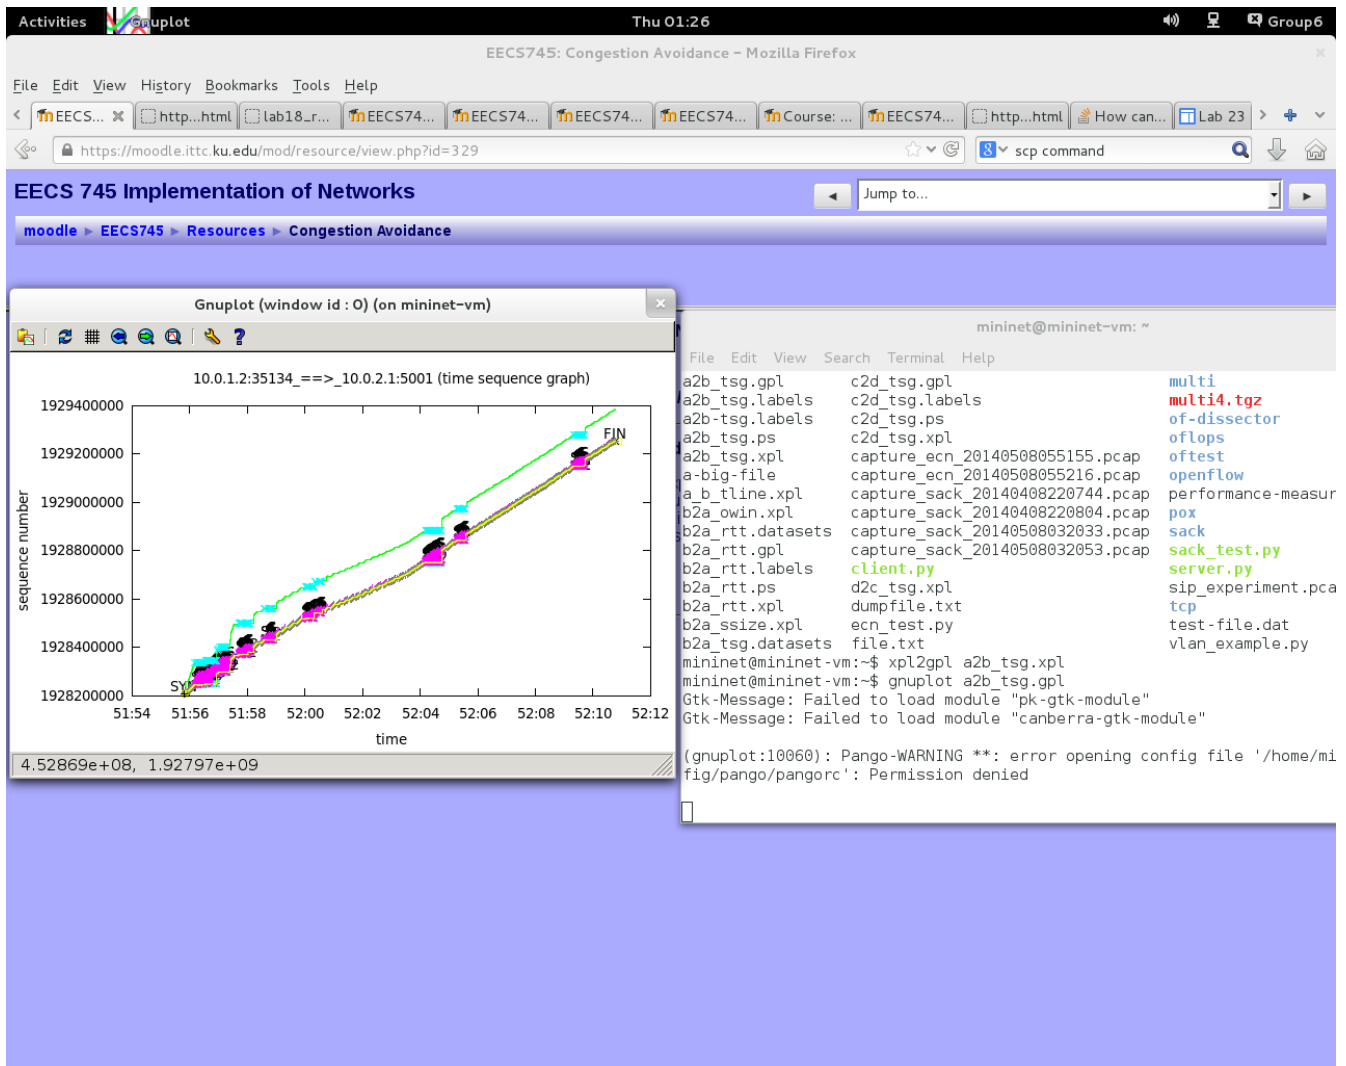 Activities Gnuplot Thu 01:26 Group6
EECS745: Congestion Avoidance – Mozilla Firefox
File Edit View History Bookmarks Tools Help
EECS... http...html lab18_r... EECS74... EECS74... EECS74... EECS74... Course: ... EECS74... http...html How can... Lab 23
https://moodle.ittc.ku.edu/mod/resource/view.php?id=329 scp command
EECS 745 Implementation of Networks
Jump to...
moodle ► EECS745 ► Resources ► Congestion Avoidance
Gnuplot (window id : 0) (on mininet-vm)
10.0.1.2:35134_==>_10.0.2.1:5001 (time sequence graph)
1929400000
1929200000
1929000000
1928800000
1928600000
1928400000
1928200000
sequence number
FIN
51:54 51:56 51:58 52:00 52:02 52:04 52:06 52:08 52:10 52:12
time
4.52869e+08, 1.92797e+09
mininet@mininet-vm: ~
File Edit View Search Terminal Help
a2b_tsg.gpl c2d_tsg.gpl multi
a2b_tsg.labels c2d_tsg.labels multi4.tgz
a2b-tsg.labels c2d_tsg.ps of-dissector
a2b_tsg.ps c2d_tsg.xpl oflops
a2b_tsg.xpl capture_ecn_20140508055155.pcap oftest
a-big-file capture_ecn_20140508055216.pcap openflow
a_b_tline.xpl capture_sack_20140408220744.pcap performance-measur
b2a_owin.xpl capture_sack_20140408220804.pcap pox
b2a_rtt.datasets capture_sack_20140508032033.pcap sack
b2a_rtt.gpl capture_sack_20140508032053.pcap sack_test.py
b2a_rtt.labels client.py server.py
b2a_rtt.ps d2c_tsg.xpl sip_experiment.pca
b2a_rtt.xpl dumpfile.txt tcp
b2a_ssize.xpl ecn_test.py test-file.dat
b2a_tsg.datasets file.txt vlan_example.py
mininet@mininet-vm:~$ xpl2gpl a2b_tsg.xpl
mininet@mininet-vm:~$ gnuplot a2b_tsg.gpl
Gtk-Message: Failed to load module "pk-gtk-module"
Gtk-Message: Failed to load module "canberra-gtk-module"
(gnuplot:10060): Pango-WARNING **: error opening config file '/home/mi
fig/pango/pangorc': Permission denied